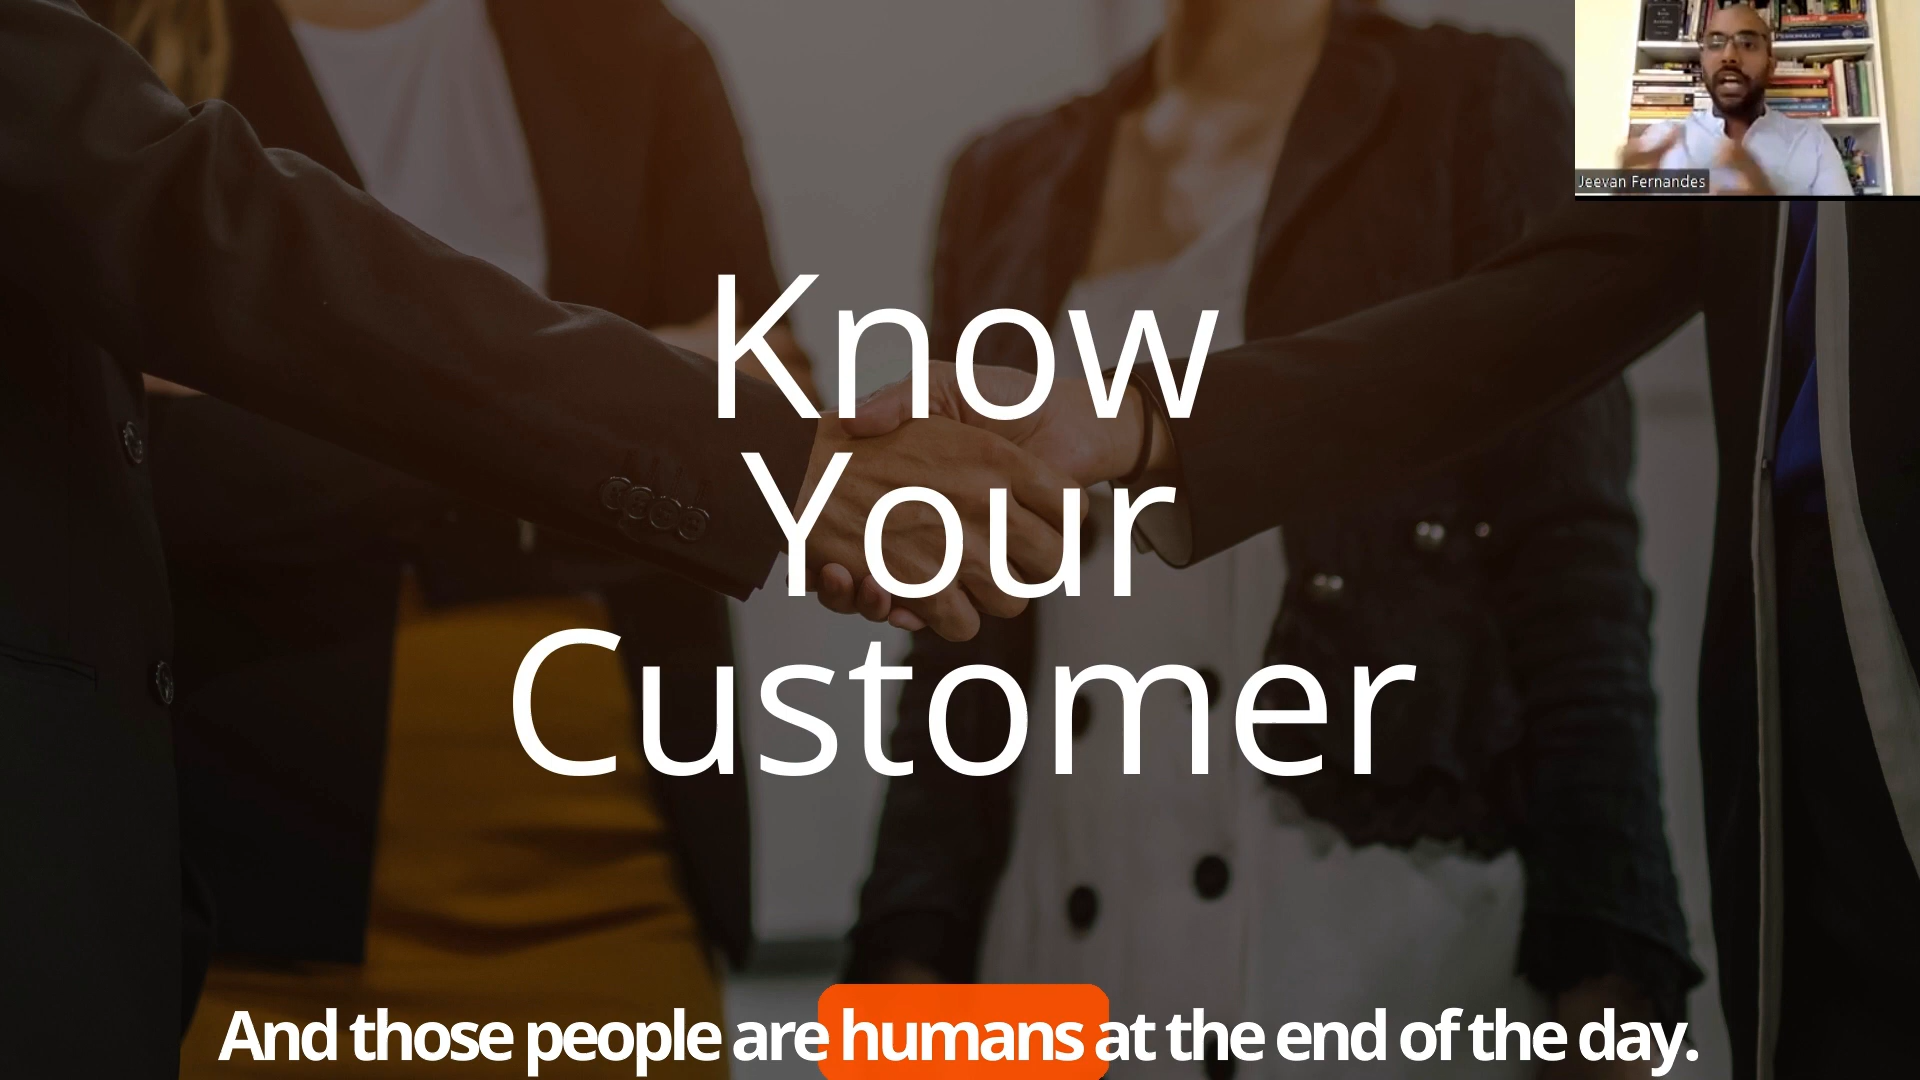 Jeevan Fernandes
Know
Your
Customer
And those people are humans at the end of the day.